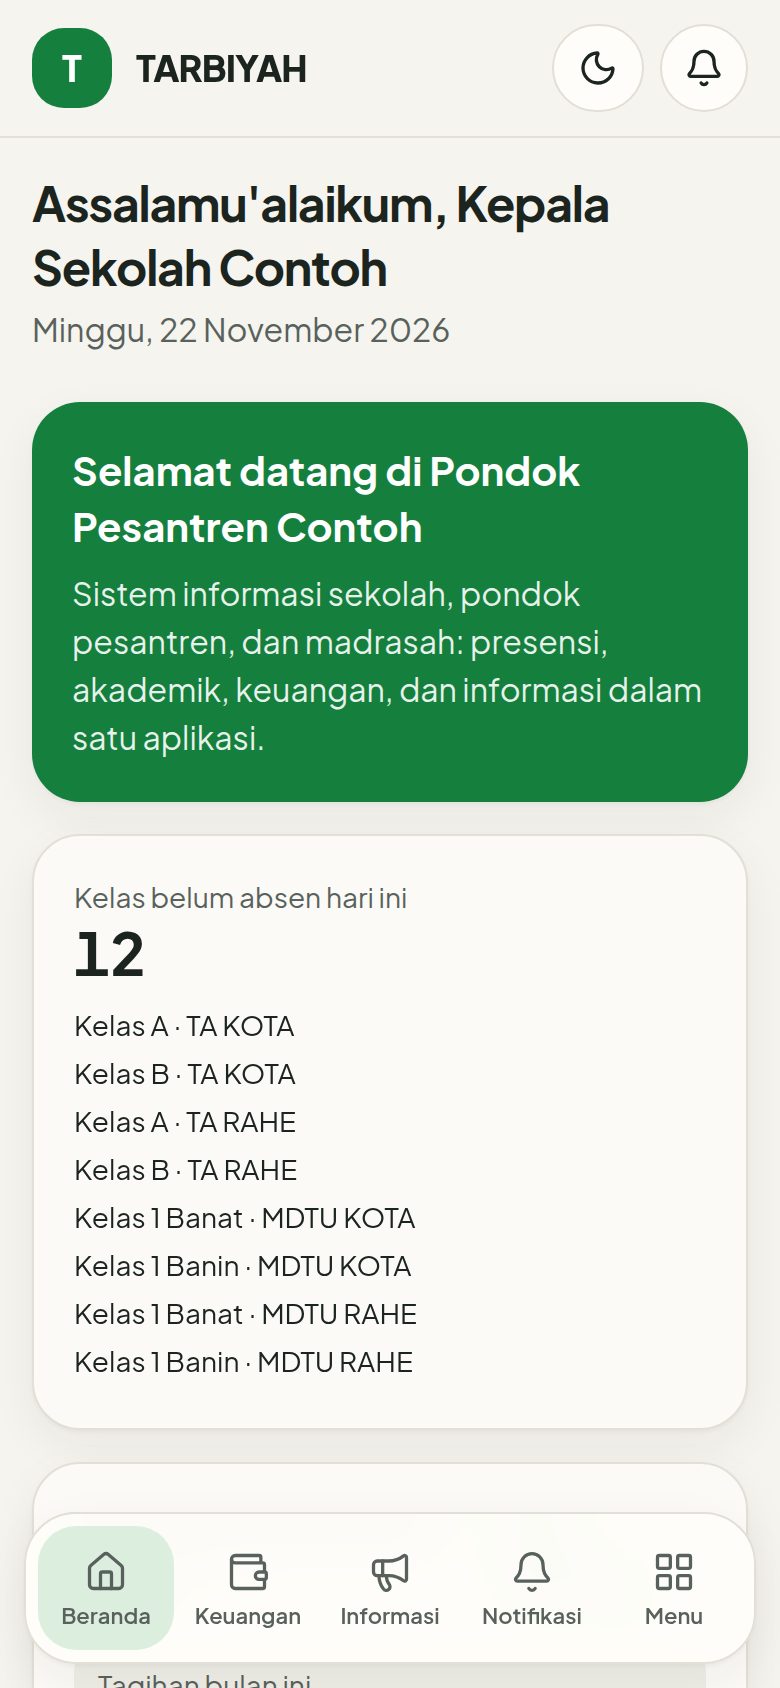 T
TARBIYAH
Assalamu'alaikum, Kepala
Sekolah Contoh
Minggu, 22 November 2026
Selamat datang di Pondok
Pesantren Contoh
Sistem informasi sekolah, pondok
pesantren, dan madrasah: presensi,
akademik, keuangan, dan informasi dalam
satu aplikasi.
Kelas belum absen hari ini
12
Kelas A · TA KOTA
Kelas B · TA KOTA
Kelas A · TA RAHE
Kelas B · TA RAHE
Kelas 1 Banat · MDTU KOTA
Kelas 1 Banin · MDTU KOTA
Kelas 1 Banat · MDTU RAHE
Kelas 1 Banin · MDTU RAHE
Beranda
Keuangan
Informasi
Notifikasi
Menu
Tagihan bulan ini